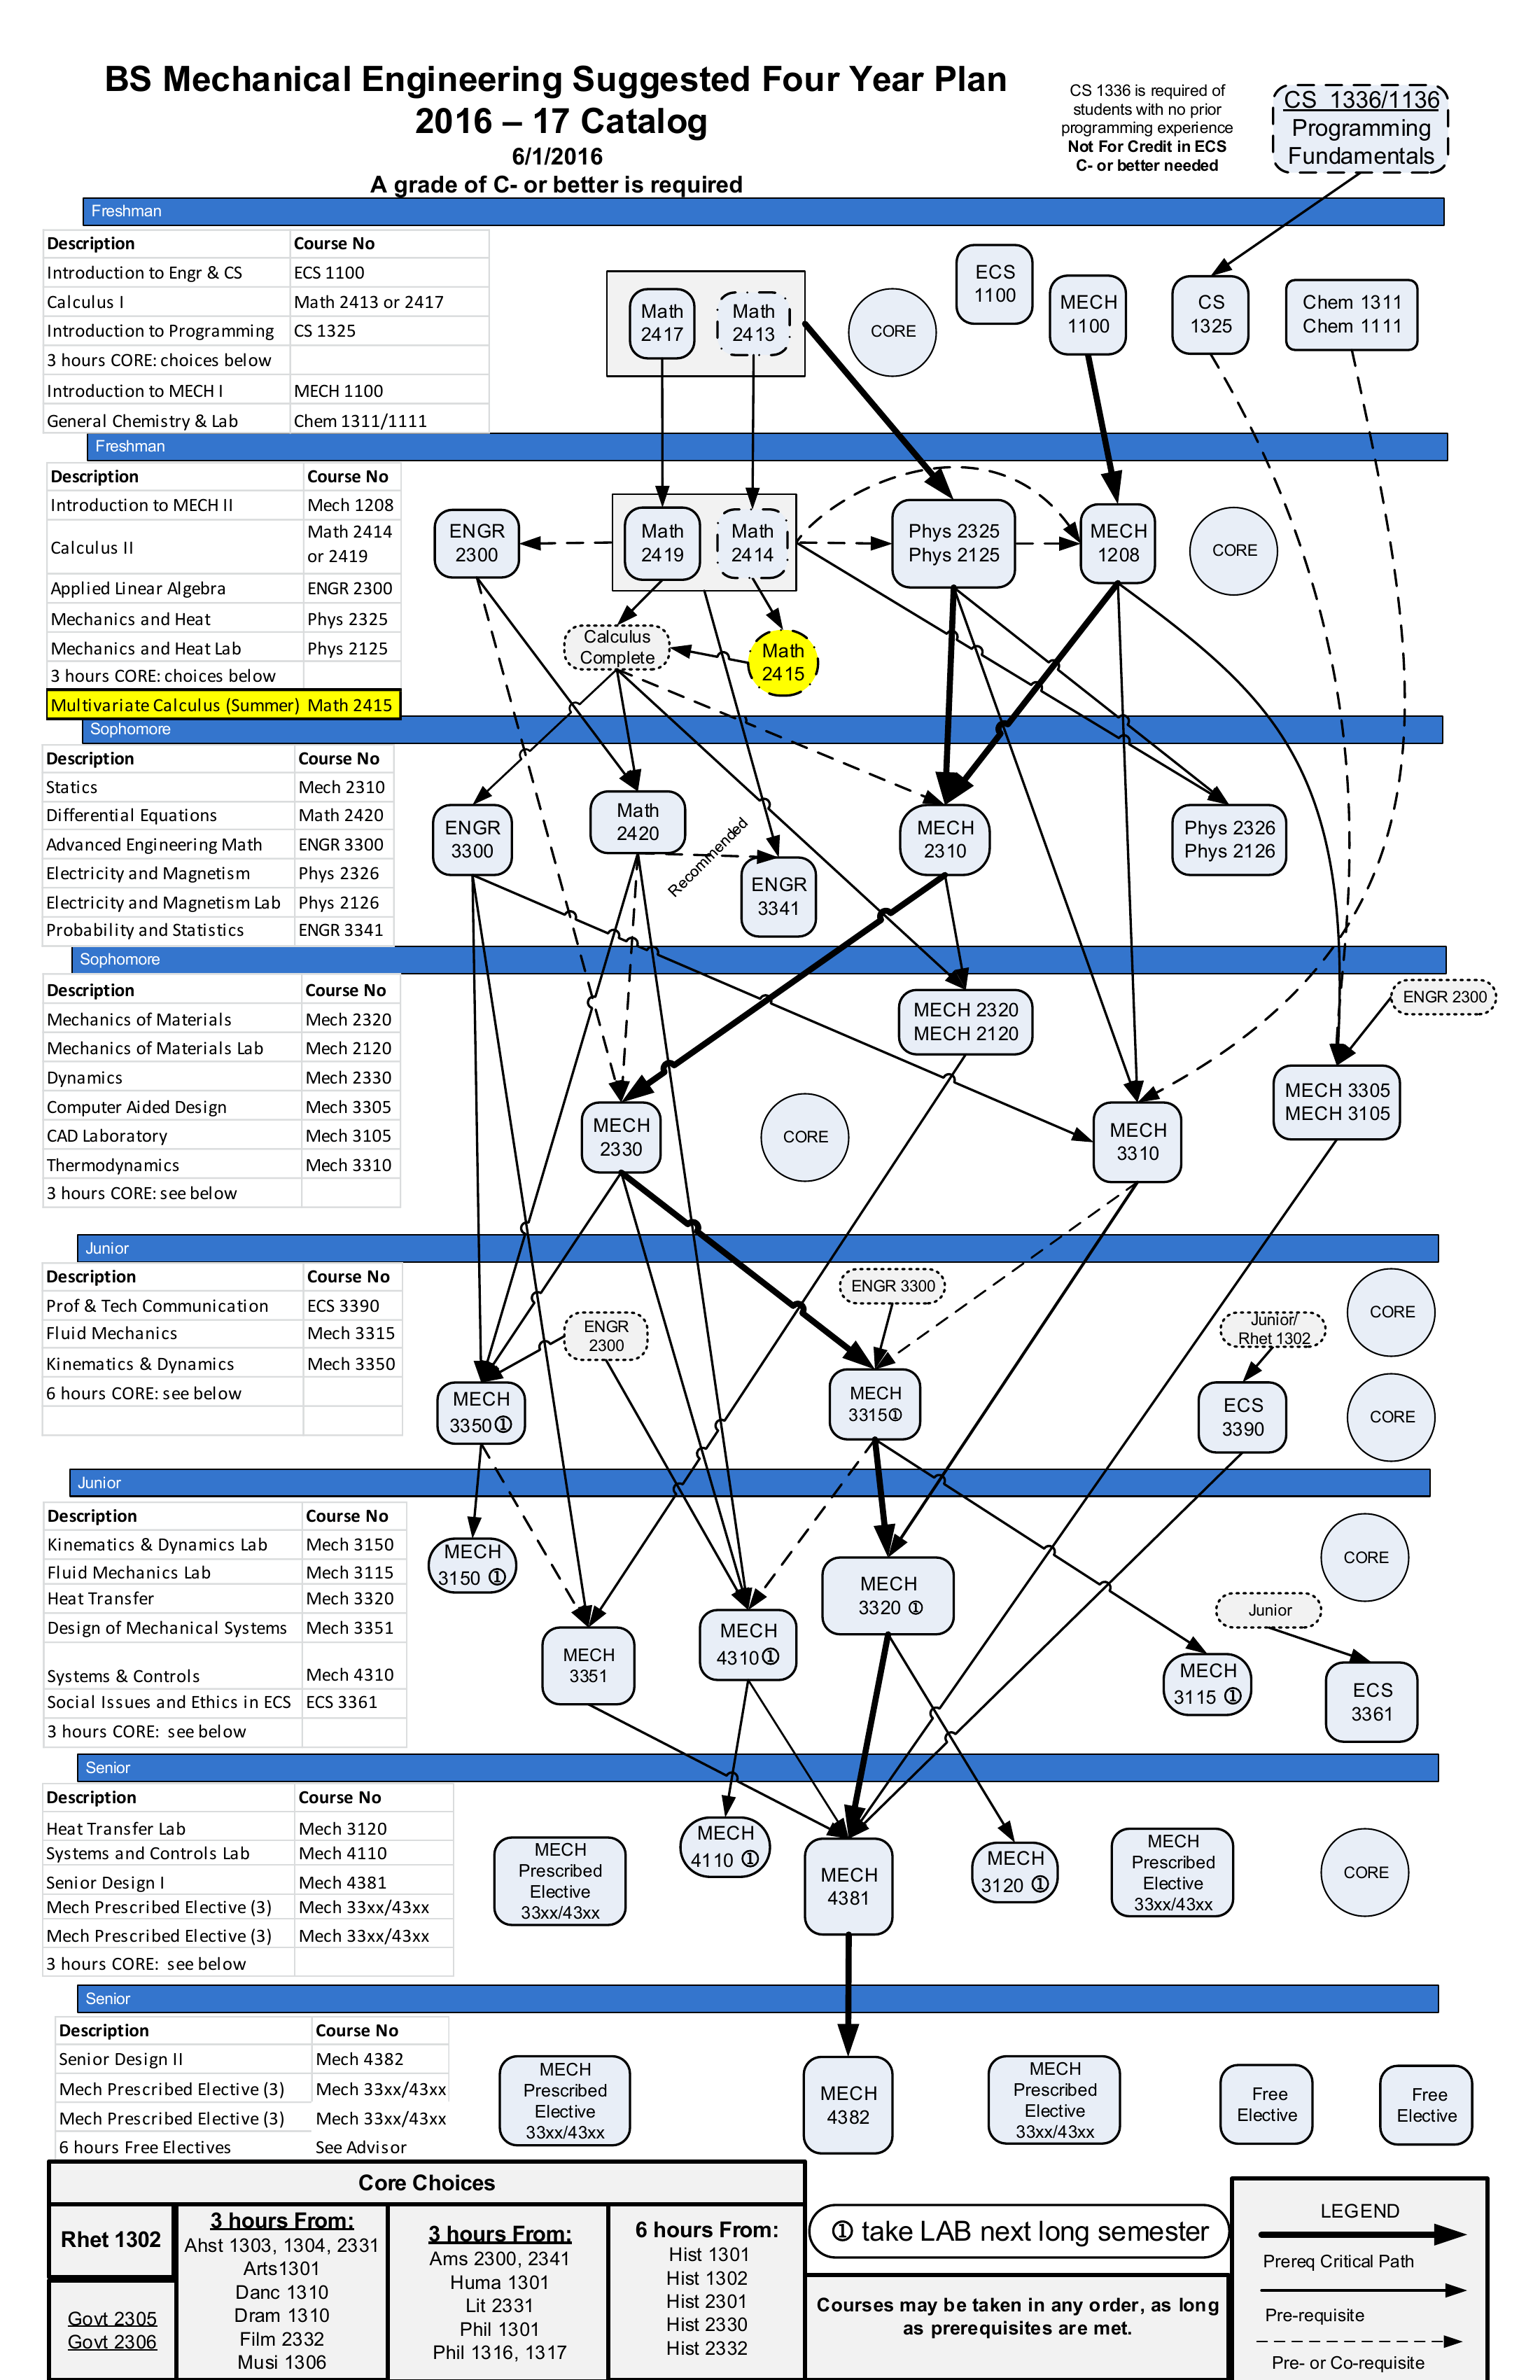 BS Mechanical Engineering Suggested Four Year Plan
2016 – 17 Catalog
6/1/2016
A grade of C- or better is required
CS 1336 is required of
students with no prior
programming experience
Not For Credit in ECS
C- or better needed
CS 1336/1136
Programming
Fundamentals
Freshman
Description Course No
Introduction to Engr & CS ECS 1100
Calculus I Math 2413 or 2417
Introduction to Programming CS 1325
3 hours CORE: choices below
Introduction to MECH I MECH 1100
General Chemistry & Lab Chem 1311/1111
Math
2417
Math
2413
CORE
ECS
1100
MECH
1100
CS
1325
Chem 1311
Chem 1111
Freshman
Description Course No
Introduction to MECH II Mech 1208
Calculus II Math 2414
or 2419
Applied Linear Algebra ENGR 2300
Mechanics and Heat Phys 2325
Mechanics and Heat Lab Phys 2125
3 hours CORE: choices below
Multivariate Calculus (Summer) Math 2415
ENGR
2300
Math
2419
Math
2414
Phys 2325
Phys 2125
MECH
1208
CORE
Calculus
Complete
Math
2415
Sophomore
Description Course No
Statics Mech 2310
Differential Equations Math 2420
Advanced Engineering Math ENGR 3300
Electricity and Magnetism Phys 2326
Electricity and Magnetism Lab Phys 2126
Probability and Statistics ENGR 3341
ENGR
3300
Math
2420
Recommended
ENGR
3341
MECH
2310
Phys 2326
Phys 2126
Sophomore
Description Course No
Mechanics of Materials Mech 2320
Mechanics of Materials Lab Mech 2120
Dynamics Mech 2330
Computer Aided Design Mech 3305
CAD Laboratory Mech 3105
Thermodynamics Mech 3310
3 hours CORE: see below
MECH 2320
MECH 2120
ENGR 2300
MECH
2330
CORE
MECH
3310
MECH 3305
MECH 3105
Junior
Description Course No
Prof & Tech Communication ECS 3390
Fluid Mechanics Mech 3315
Kinematics & Dynamics Mech 3350
6 hours CORE: see below
ENGR
2300
ENGR 3300
Junior/
Rhet 1302
CORE
MECH
3350①
MECH
3315①
ECS
3390
CORE
Junior
Description Course No
Kinematics & Dynamics Lab Mech 3150
Fluid Mechanics Lab Mech 3115
Heat Transfer Mech 3320
Design of Mechanical Systems Mech 3351
Systems & Controls Mech 4310
Social Issues and Ethics in ECS ECS 3361
3 hours CORE: see below
MECH
3150 ①
MECH
3351
MECH
4310①
MECH
3320 ①
CORE
Junior
MECH
3115 ①
ECS
3361
Senior
Description Course No
Heat Transfer Lab Mech 3120
Systems and Controls Lab Mech 4110
Senior Design I Mech 4381
Mech Prescribed Elective (3) Mech 33xx/43xx
Mech Prescribed Elective (3) Mech 33xx/43xx
3 hours CORE: see below
MECH
Prescribed
Elective
33xx/43xx
MECH
4110 ①
MECH
4381
MECH
3120 ①
MECH
Prescribed
Elective
33xx/43xx
CORE
Senior
Description Course No
Senior Design II Mech 4382
Mech Prescribed Elective (3) Mech 33xx/43xx
Mech Prescribed Elective (3) Mech 33xx/43xx
6 hours Free Electives See Advisor
MECH
Prescribed
Elective
33xx/43xx
MECH
4382
MECH
Prescribed
Elective
33xx/43xx
Free
Elective
Free
Elective
Core Choices
Rhet 1302
Govt 2305
Govt 2306
3 hours From:
Ahst 1303, 1304, 2331
Arts1301
Danc 1310
Dram 1310
Film 2332
Musi 1306
3 hours From:
Ams 2300, 2341
Huma 1301
Lit 2331
Phil 1301
Phil 1316, 1317
6 hours From:
Hist 1301
Hist 1302
Hist 2301
Hist 2330
Hist 2332
① take LAB next long semester
Courses may be taken in any order, as long
as prerequisites are met.
LEGEND
Prereq Critical Path
Pre-requisite
Pre- or Co-requisite